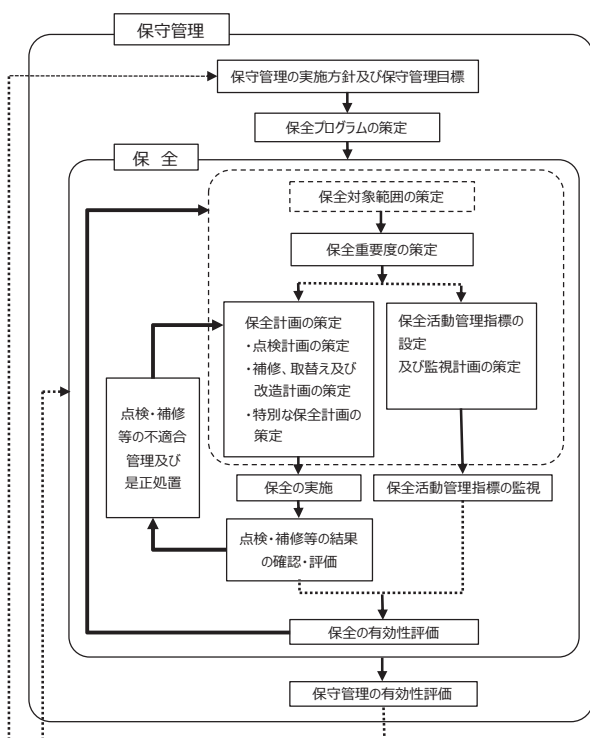 保守管理
保守管理の実施方針及び保守管理目標
保全プログラムの策定
保 全
保全対象範囲の策定
保全重要度の策定
保全計画の策定
・点検計画の策定
・補修、取替え及び
改造計画の策定
・特別な保全計画の
策定
保全活動管理指標の
設定
及び監視計画の策定
点検・補修
等の不適合
管理及び
是正処置
保全の実施
保全活動管理指標の監視
点検・補修等の結果
の確認・評価
保全の有効性評価
保守管理の有効性評価